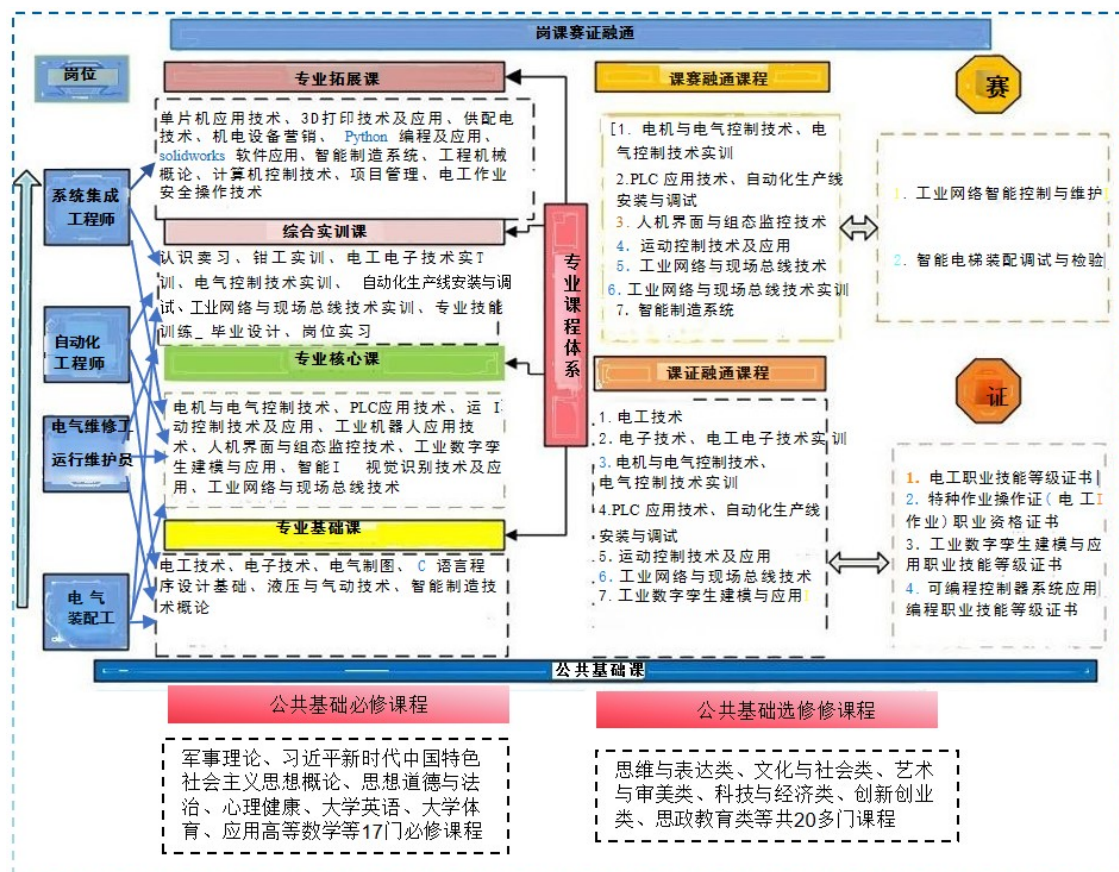 岗课赛证融通
岗位
系统集成
工程师
自动化
工程师
电气维修工
运行维护员
电 气
装配工
专业拓展课
单片机应用技术、3D打印技术及应用、供配电
技术、机电设备营销、 Python 编程及应用、
solidworks 软件应用、智能制造系统、工程机械
概论、计算机控制技术、项目管理、电工作业
安全操作技术
综合实训课
认识卖习、钳工实训、电工电子技术实T
训、电气控制技术实训、 自动化生产线安装与调
试、工业网络与现场总线技术实训、专业技能
训练_ 毕业设计、岗位实习
专业核心课
电机与电气控制技术、PLC应用技术、运 I
动控制技术及应用、工业机器人应用技
术、人机界面与组态监控技术、工业数字孪
生建模与应用、智能I 视觉识别技术及应
用、工业网络与现场总线技术
专业基础课
电工技术、电子技术、电气制图、 C 语言程
序设计基础、液压与气动技术、智能制造技
术概论
专业课程体系
课赛融通课程
[1. 电机与电气控制技术、电
气控制技术实训
2.PLC 应用技术、自动化生产线
安装与调试
3. 人机界面与组态监控技术
4. 运动控制技术及应用
5. 工业网络与现场总线技术
6. 工业网络与现场总线技术实训
7. 智能制造系统
赛
1. 工业网络智能控制与维护I
2. 智能电梯装配调试与检验
课证融通课程
1. 电工技术
2. 电子技术、电工电子技术实训
3. 电机与电气控制技术、
电气控制技术实训
4.PLC 应用技术、自动化生产线
安装与调试
5. 运动控制技术及应用
6. 工业网络与现场总线技术
7. 工业数字孪生建模与应用I
证
1. 电工职业技能等级证书|
2. 特种作业操作证( 电 工I
作业) 职业资格证书
3. 工业数字孪生建模与应
用职业技能等级证书
4. 可编程控制器系统应用
编程职业技能等级证书
公共基础课
公共基础必修课程
军事理论、习近平新时代中国特色
社会主义思想概论、思想道德与法
治、心理健康、大学英语、大学体
育、应用高等数学等17门必修课程
公共基础选修修课程
思维与表达类、文化与社会类、艺术
与审美类、科技与经济类、创新创业
类、思政教育类等共20多门课程